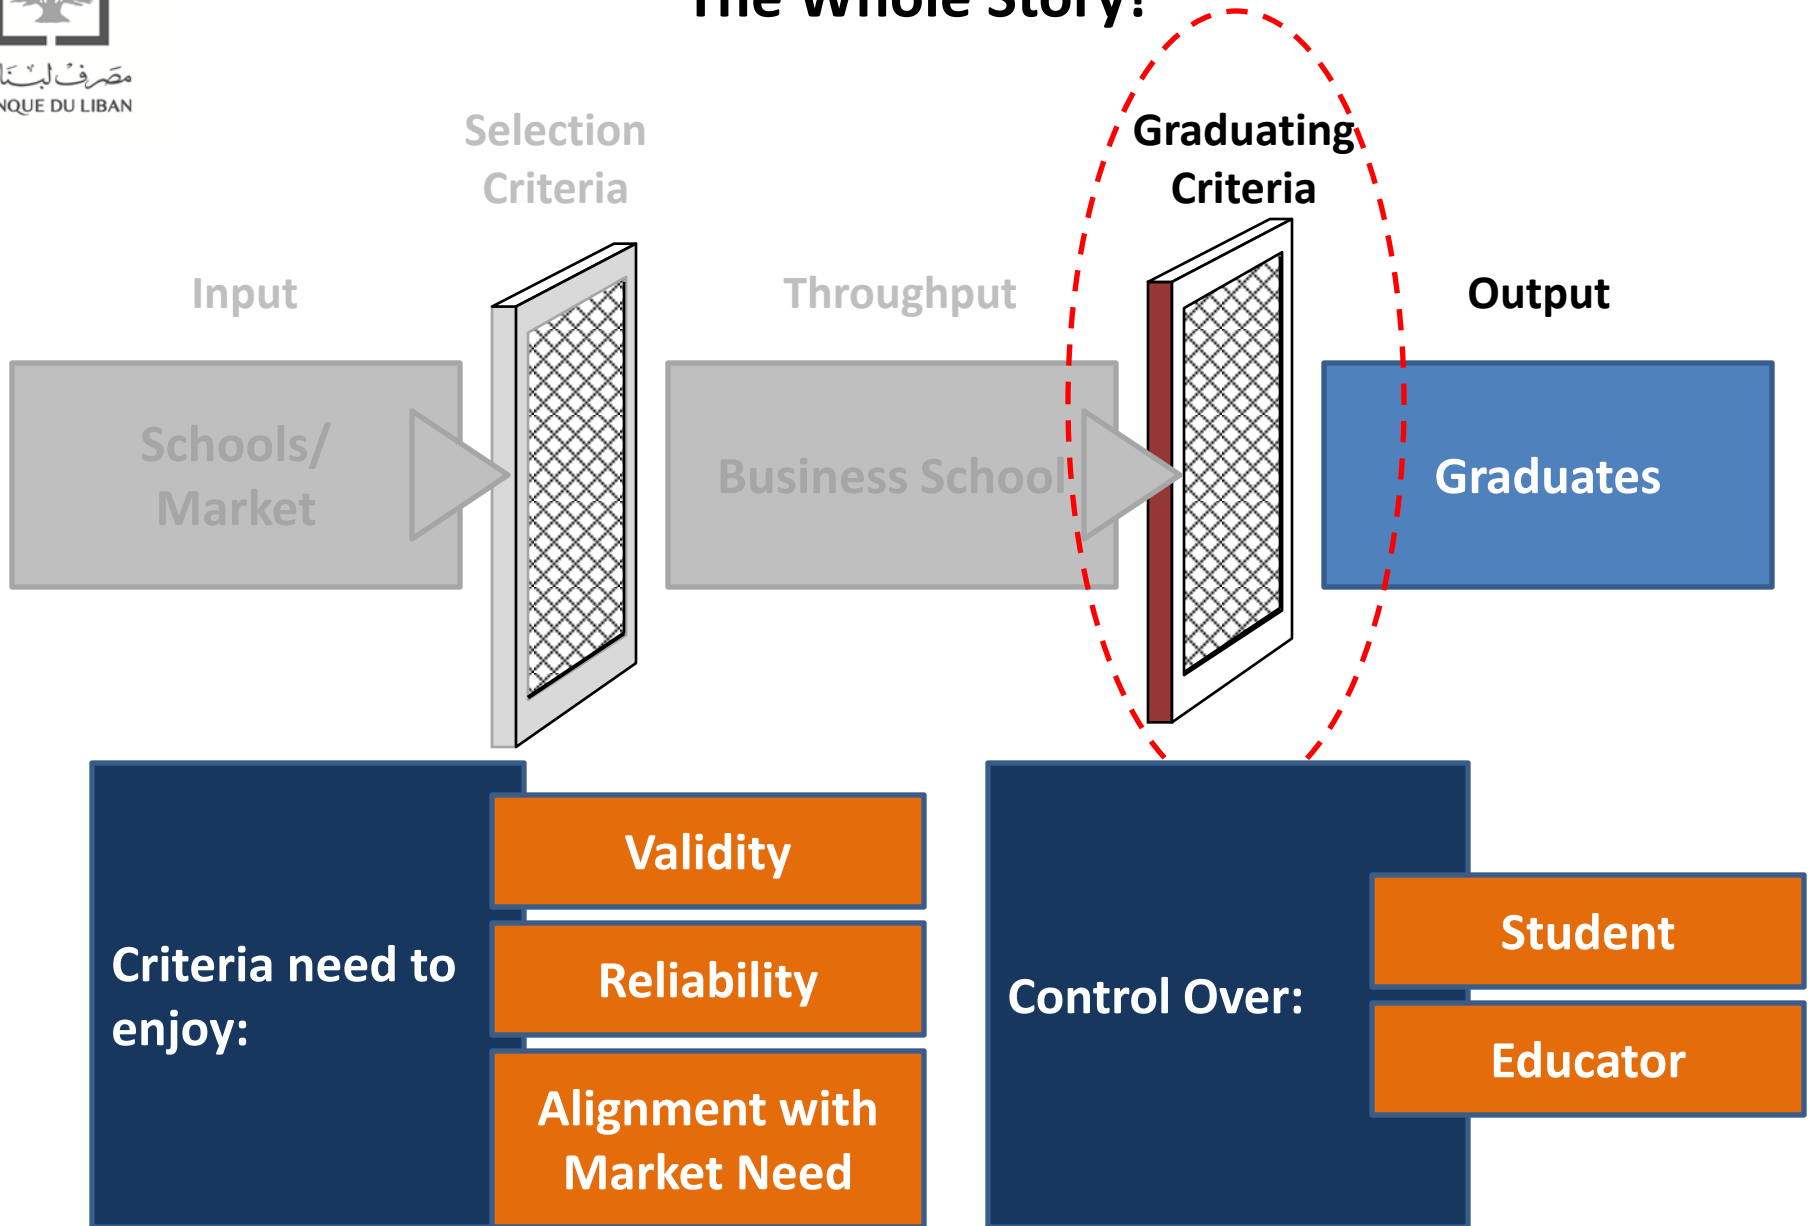 The Whole Story!
مصرف لبنا
NQUE DU LIBAN
Selection
Criteria
Graduating
Criteria
Input
Throughput
Output
Schools/
Market
Business School
Graduates
Criteria need to
enjoy:
Validity
Reliability
Alignment with
Market Need
Control Over:
Student
Educator